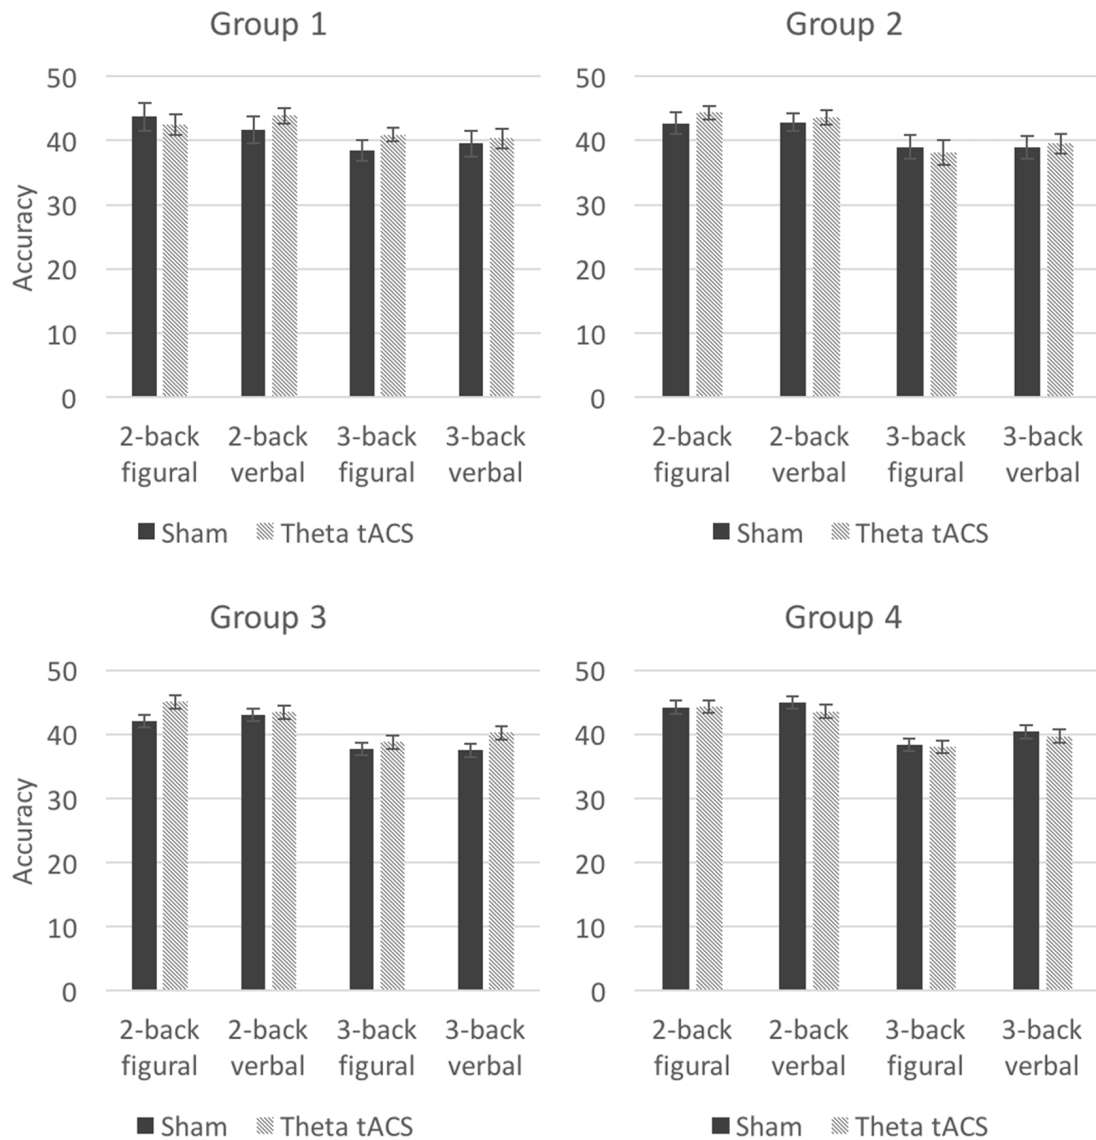 Group 1
50
40
30
20
10
0
Accuracy
2-back figural
2-back verbal
3-back figural
3-back verbal
Sham Theta tACS
Group 2
50
40
30
20
10
0
2-back figural
2-back verbal
3-back figural
3-back verbal
Sham Theta tACS
Group 3
50
40
30
20
10
0
Accuracy
2-back figural
2-back verbal
3-back figural
3-back verbal
Sham Theta tACS
Group 4
50
40
30
20
10
0
2-back figural
2-back verbal
3-back figural
3-back verbal
Sham Theta tACS